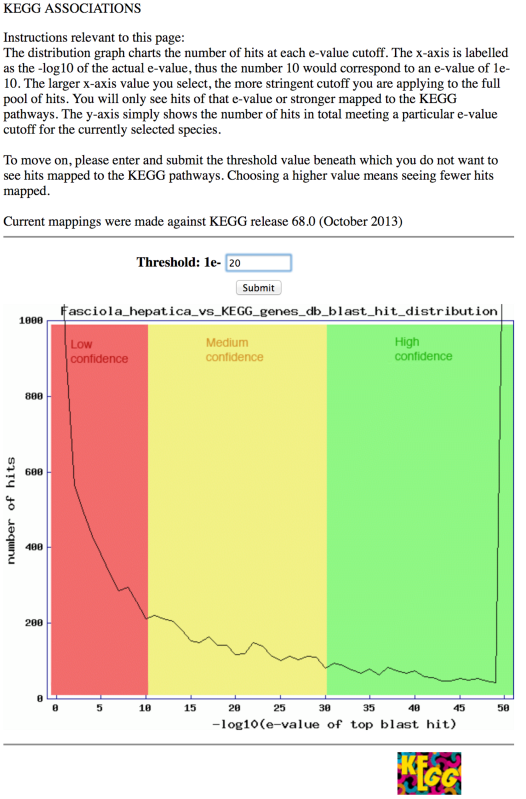 KEGG ASSOCIATIONS
Instructions relevant to this page:
The distribution graph charts the number of hits at each e-value cutoff. The x-axis is labelled
as the -log10 of the actual e-value, thus the number 10 would correspond to an e-value of 1e-
10. The larger x-axis value you select, the more stringent cutoff you are applying to the full
pool of hits. You will only see hits of that e-value or stronger mapped to the KEGG
pathways. The y-axis simply shows the number of hits in total meeting a particular e-value
cutoff for the currently selected species.
To move on, please enter and submit the threshold value beneath which you do not want to
see hits mapped to the KEGG pathways. Choosing a higher value means seeing fewer hits
mapped.
Current mappings were made against KEGG release 68.0 (October 2013)
Threshold: 1e- 20
Submit
Fasciola_hepatica_vs_KEGG_genes_db_blast_hit_distribution
Low confidence
Medium confidence
High confidence
number of hits
1000
800
600
400
200
0
0 5 10 15 20 25 30 35 40 45 50
-log10(e-value of top blast hit)
KEGG